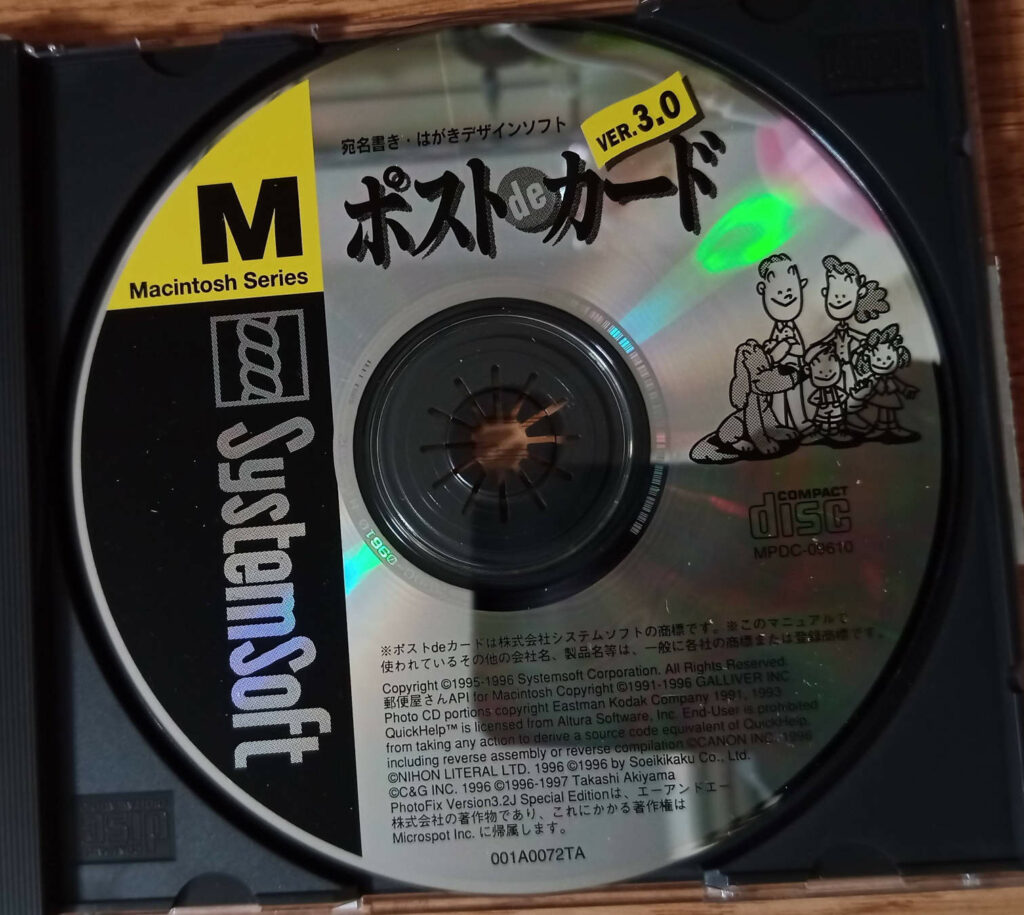 宛名書き・はがきデザインソフト
VER.3.0
ポストdeカード
M
Macintosh Series
SystemSoft
COMPACT
disc
MPDC-09610
※ポストdeカードは株式会社システムソフトの商標です。※このマニュアルで
使われているその他の会社名、製品名等は、一般に各社の商標または登録商標です。
Copyright ©1995-1996 Systemsoft Corporation. All Rights Reserved.
郵便屋さんAPI for Macintosh Copyright ©1991-1996 GALLIVER INC.
Photo CD portions copyright Eastman Kodak Company 1991, 1993
QuickHelp™ is licensed from Altura Software, Inc. End-User is prohibited
from taking any action to derive a source code equivalent of QuickHelp,
including reverse assembly or reverse compilation.©CANON INC. 1996
©NIHON LITERAL LTD. 1996 ©1996 by Soeikikaku Co., Ltd.
©C&G INC. 1996 ©1996-1997 Takashi Akiyama
PhotoFix Version3.2J Special Editionは、エーアンドエー
株式会社の著作物であり、これにかかる著作権は
Microspot Inc. に帰属します。
001A0072TA